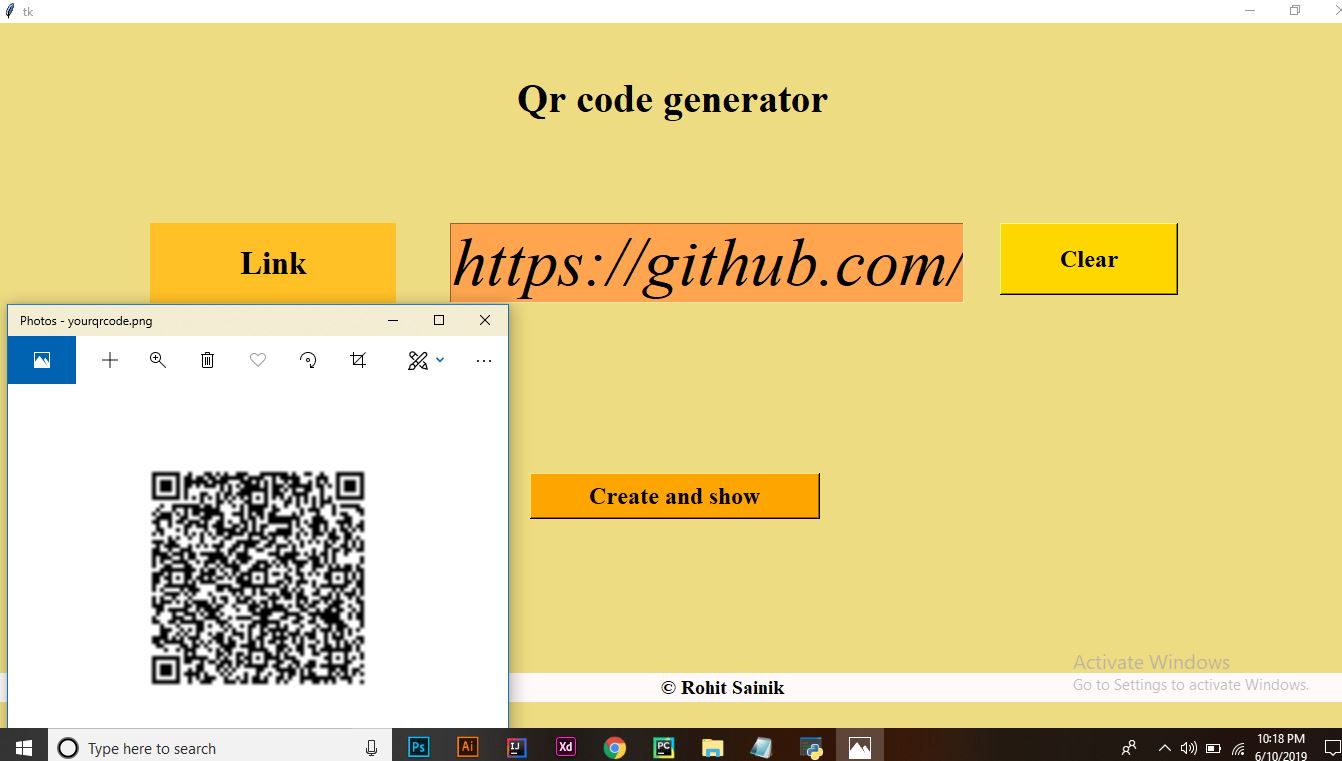 tk
Qr code generator
Link
https://github.com/
Clear
Photos - yourqrcode.png
Create and show
Activate Windows
Go to Settings to activate Windows.
© Rohit Sainik
Type here to search
Ps
Ai
IJ
Xd
PC
10:18 PM
6/10/2019